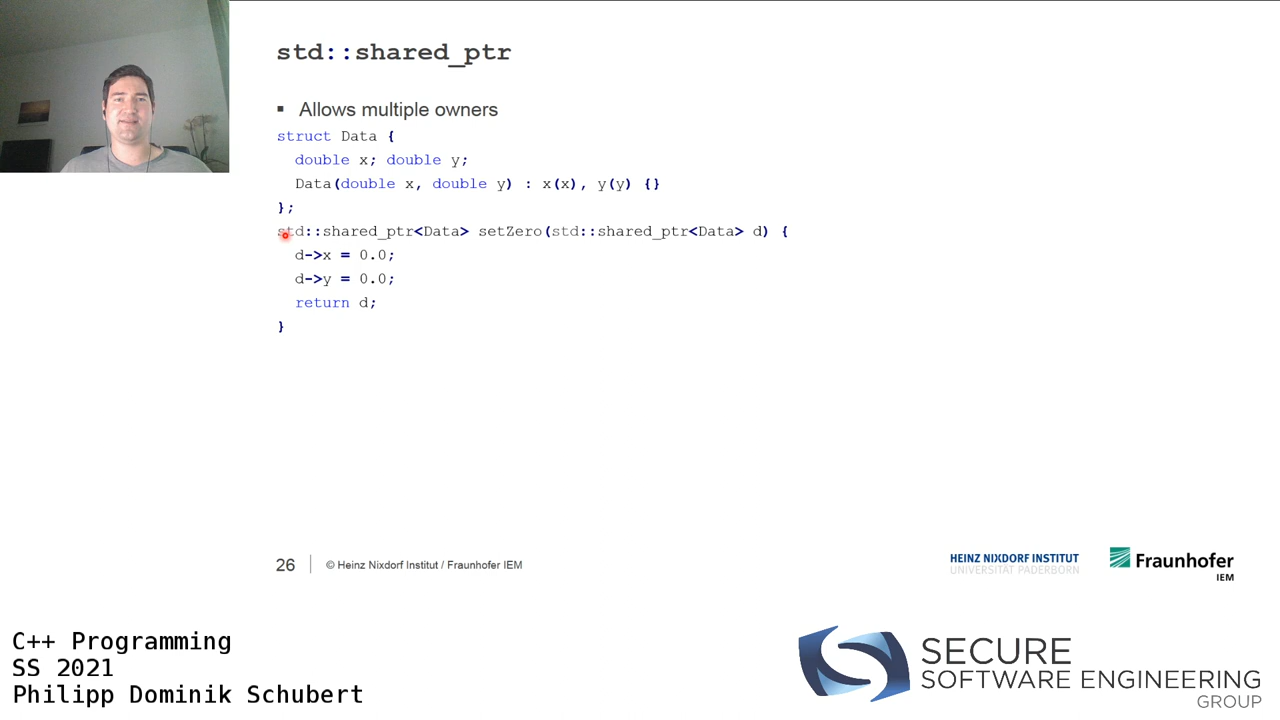 std::shared_ptr
▪ Allows multiple owners
struct Data {
  double x; double y;
  Data(double x, double y) : x(x), y(y) {}
};
std::shared_ptr<Data> setZero(std::shared_ptr<Data> d) {
  d->x = 0.0;
  d->y = 0.0;
  return d;
}
26 | © Heinz Nixdorf Institut / Fraunhofer IEM
HEINZ NIXDORF INSTITUT
UNIVERSITÄT PADERBORN
Fraunhofer
IEM
C++ Programming
SS 2021
Philipp Dominik Schubert
SECURE
SOFTWARE ENGINEERING
GROUP